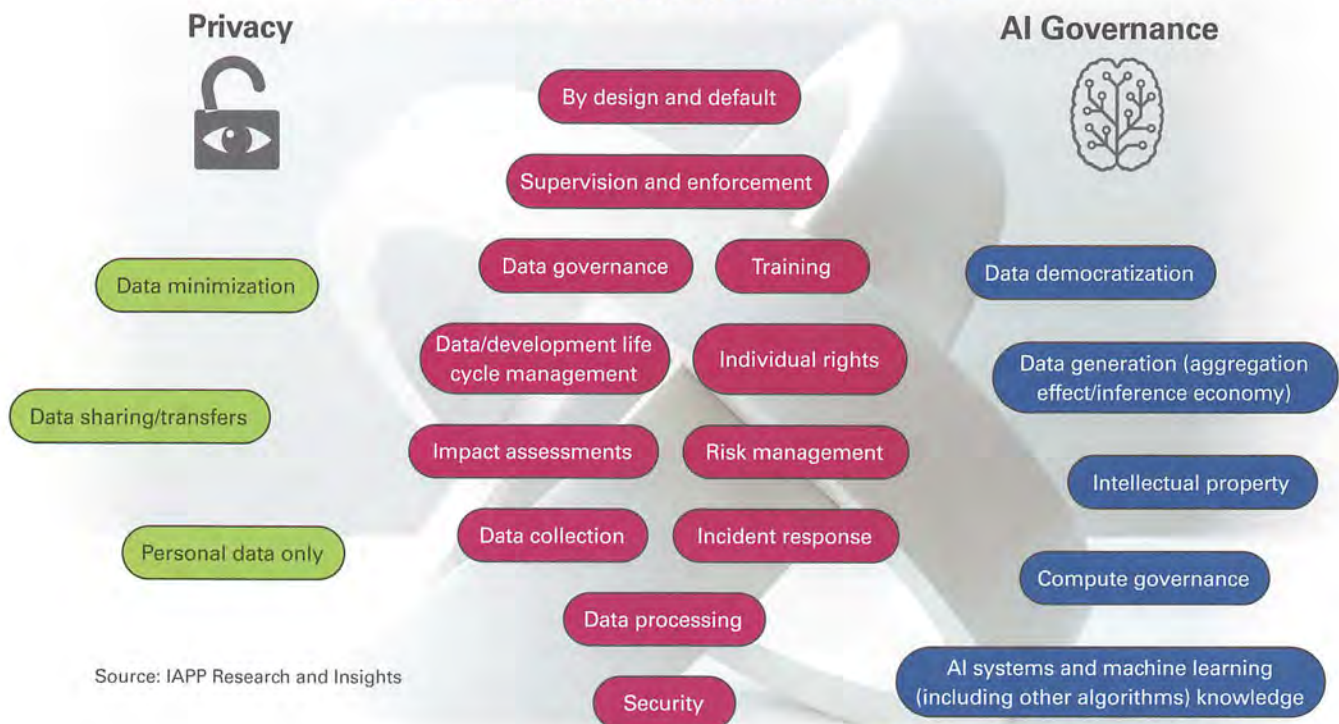 Privacy
AI Governance
By design and default
Supervision and enforcement
Data governance
Training
Data minimization
Data democratization
Data/development life
cycle management
Individual rights
Data generation (aggregation
effect/inference economy)
Data sharing/transfers
Impact assessments
Risk management
Intellectual property
Data collection
Incident response
Personal data only
Compute governance
Data processing
Source: IAPP Research and Insights
AI systems and machine learning
(including other algorithms) knowledge
Security